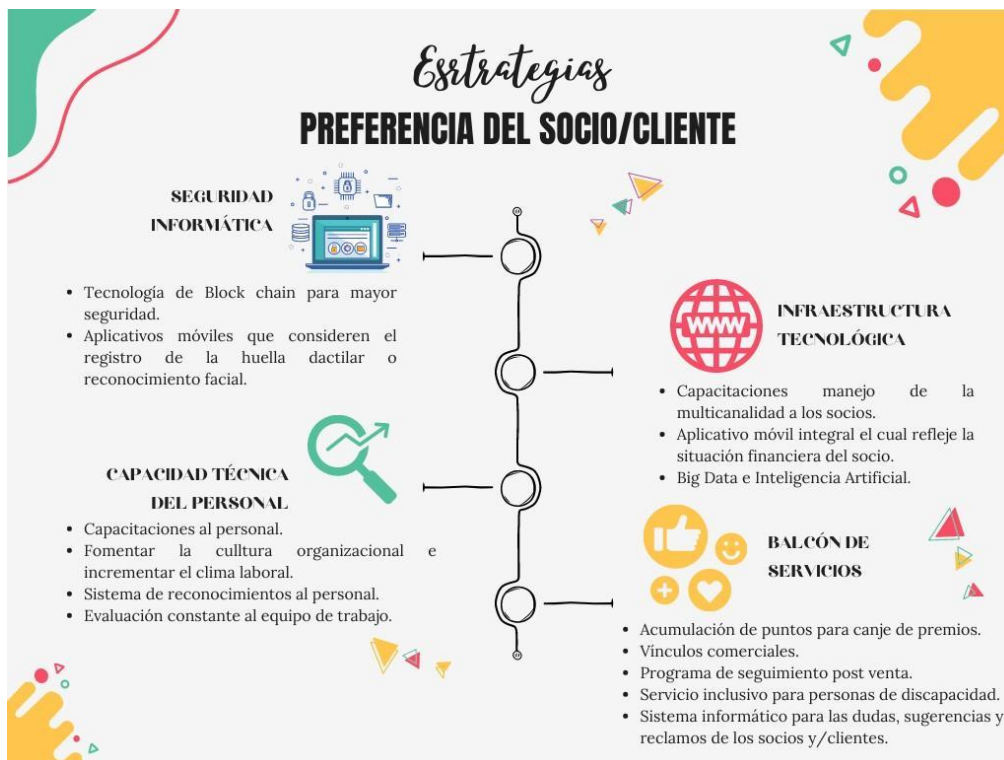 Esrtrategias
PREFERENCIA DEL SOCIO/CLIENTE
SEGURIDAD
INFORMÁTICA
• Tecnología de Block chain para mayor
seguridad.
• Aplicativos móviles que consideren el
registro de la huella dactilar o
reconocimiento facial.
WWW
INFRAESTRUCTURA
TECNOLÓGICA
• Capacitaciones manejo de la
multicanalidad a los socios.
• Aplicativo móvil integral el cual refleje la
situación financiera del socio.
• Big Data e Inteligencia Artificial.
CAPACIDAD TÉCNICA
DEL PERSONAL
• Capacitaciones al personal.
• Fomentar la culltura organizacional e
incrementar el clima laboral.
• Sistema de reconocimientos al personal.
• Evaluación constante al equipo de trabajo.
BALCÓN DE
SERVICIOS
• Acumulación de puntos para canje de premios.
• Vínculos comerciales.
• Programa de seguimiento post venta.
• Servicio inclusivo para personas de discapacidad.
• Sistema informático para las dudas, sugerencias y
reclamos de los socios y/clientes.